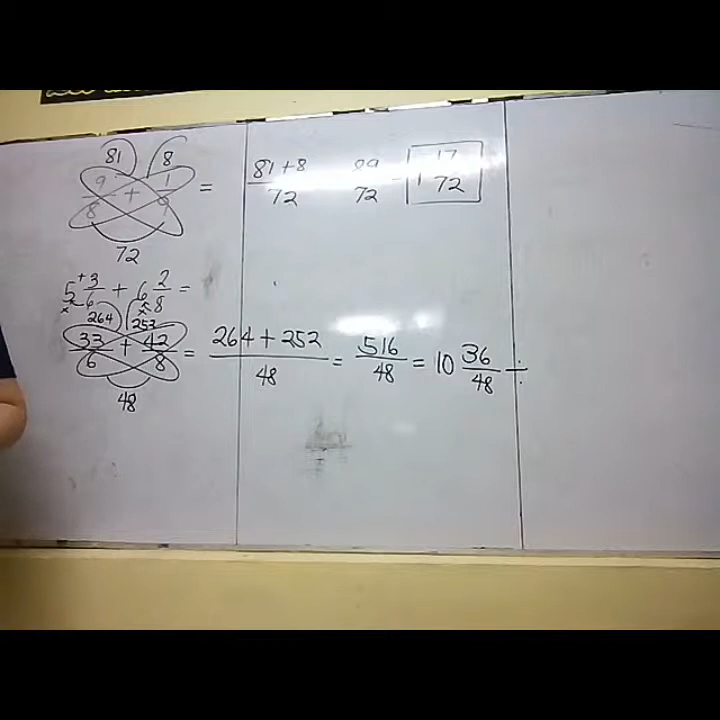 81 8
9/8 + 1/9 = 81+8/72 89/72 = 1 17/72
72
5 3/6 + 6 2/8 =
264 252
33/6 + 42/8 = 264 + 252/48 = 516/48 = 10 36/48 ÷
48